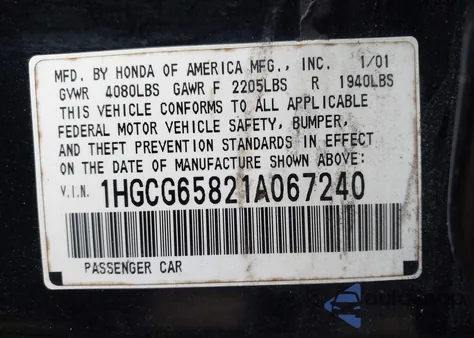 MFD. BY HONDA OF AMERICA MFG., INC. 1/01
GVWR 4080LBS GAWR F 2205LBS R 1940LBS
THIS VEHICLE CONFORMS TO ALL APPLICABLE
FEDERAL MOTOR VEHICLE SAFETY, BUMPER,
AND THEFT PREVENTION STANDARDS IN EFFECT
ON THE DATE OF MANUFACTURE SHOWN ABOVE:
V.I.N. 1HGCG65821A067240
PASSENGER CAR